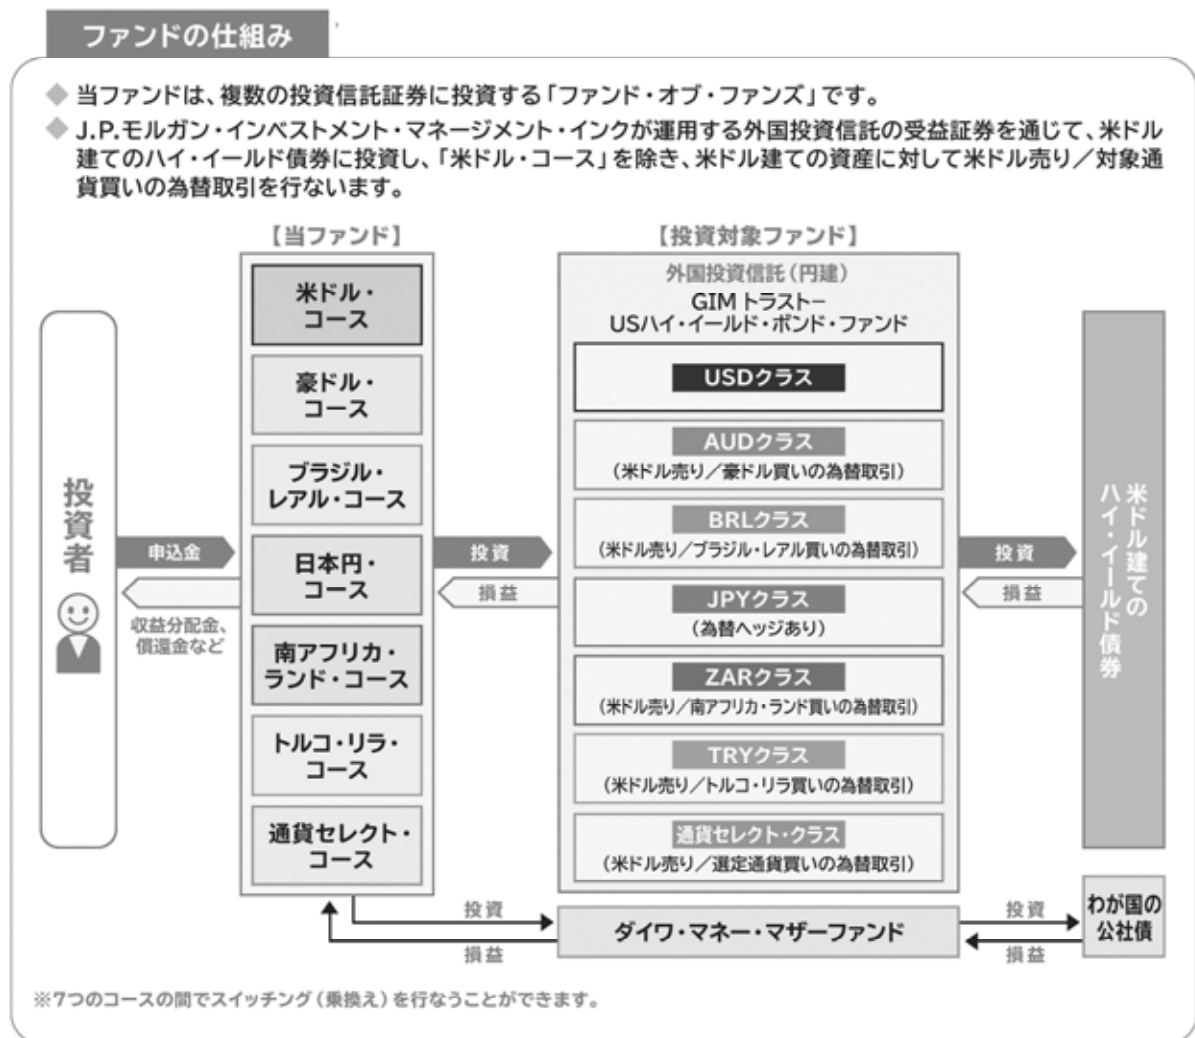 ファンドの仕組み
◆ 当ファンドは、複数の投資信託証券に投資する「ファンド・オブ・ファンズ」です。
◆ J.P.モルガン・インベストメント・マネージメント・インクが運用する外国投資信託の受益証券を通じて、米ドル
建てのハイ・イールド債券に投資し、「米ドル・コース」を除き、米ドル建ての資産に対して米ドル売り／対象通
貨買いの為替取引を行ないます。
投資者
申込金
収益分配金、
償還金など
【当ファンド】
米ドル・
コース
豪ドル・
コース
ブラジル・
レアル・コース
日本円・
コース
南アフリカ・
ランド・コース
トルコ・リラ・
コース
通貨セレクト・
コース
投資
損益
【投資対象ファンド】
外国投資信託（円建）
GIM トラスト－
USハイ・イールド・ボンド・ファンド
USDクラス
AUDクラス
（米ドル売り／豪ドル買いの為替取引）
BRLクラス
（米ドル売り／ブラジル・レアル買いの為替取引）
JPYクラス
（為替ヘッジあり）
ZARクラス
（米ドル売り／南アフリカ・ランド買いの為替取引）
TRYクラス
（米ドル売り／トルコ・リラ買いの為替取引）
通貨セレクト・クラス
（米ドル売り／選定通貨買いの為替取引）
投資
損益
米ドル建ての
ハイ・イールド債券
投資
損益
ダイワ・マネー・マザーファンド
投資
損益
わが国の
公社債
※7つのコースの間でスイッチング（乗換え）を行なうことができます。